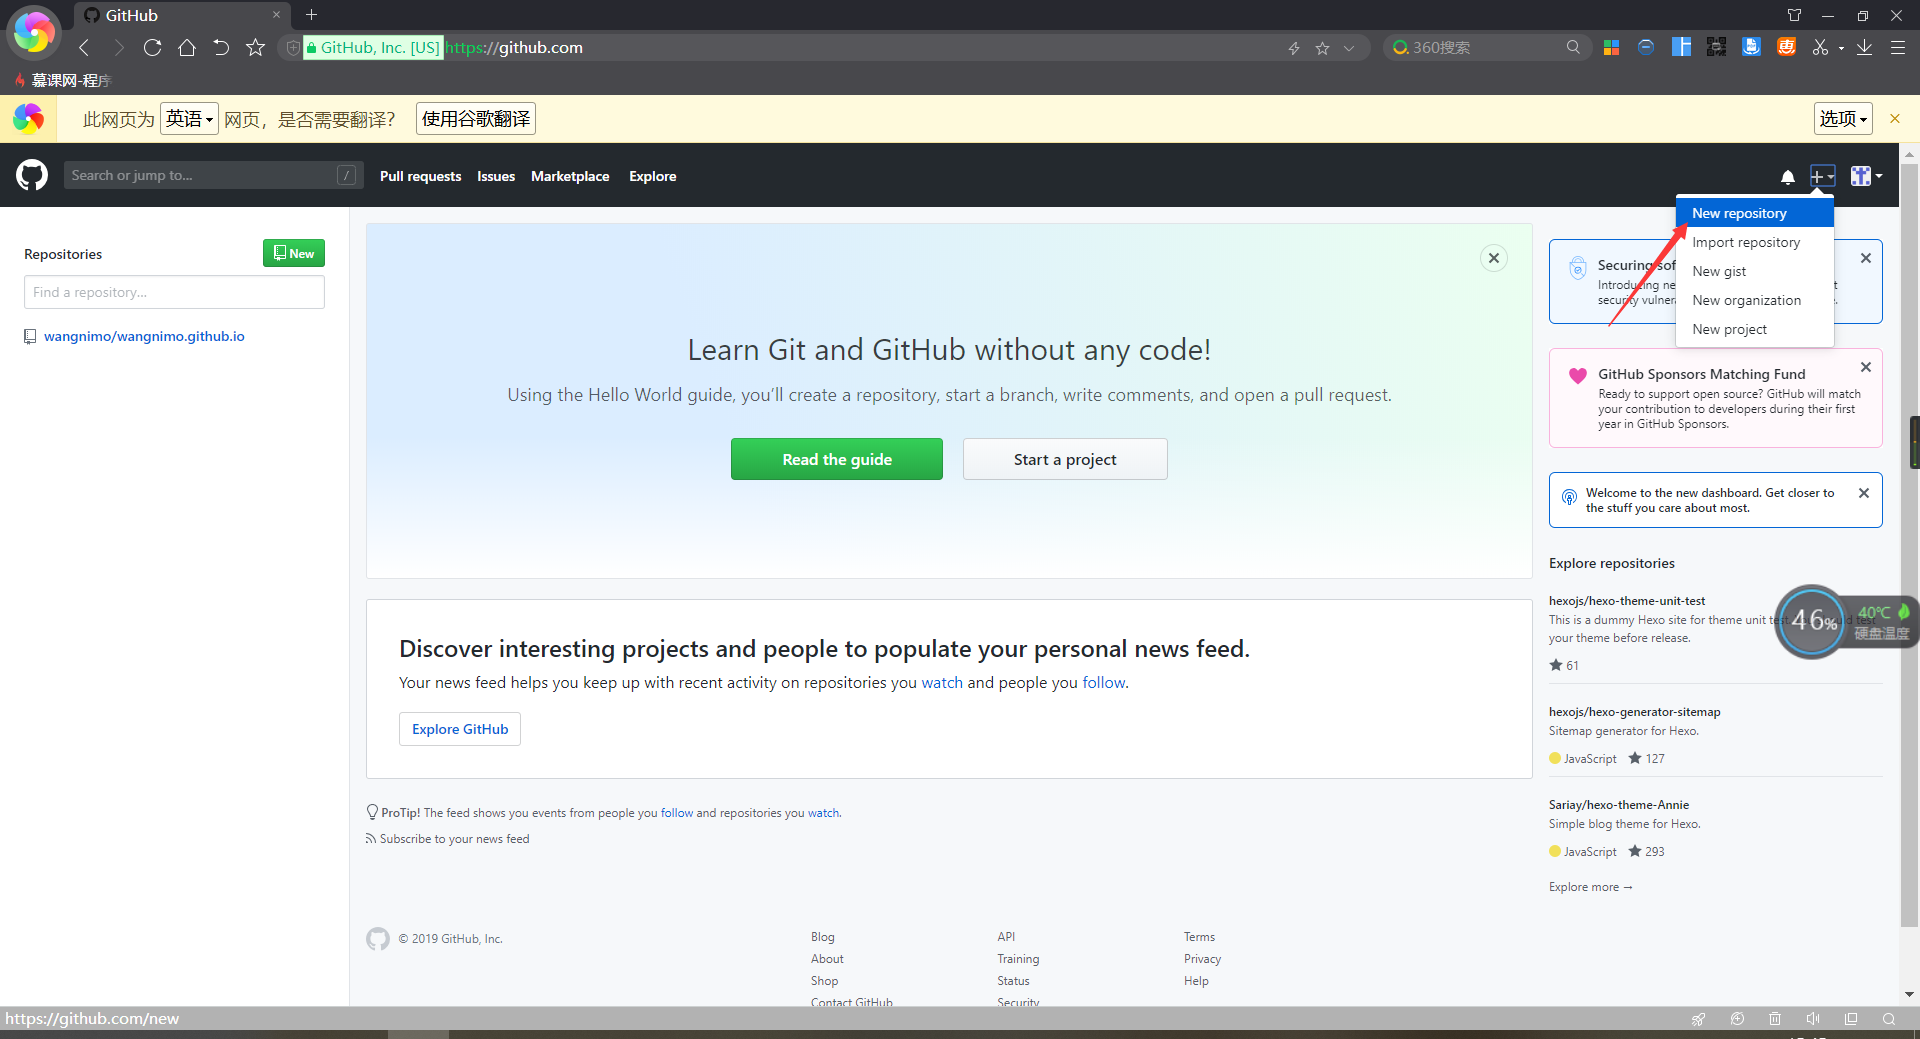 GitHub
GitHub, Inc. [US] https://github.com
360搜索
慕课网-程序
此网页为 英语 网页，是否需要翻译？ 使用谷歌翻译 选项
Search or jump to... /
Pull requests Issues Marketplace Explore
New repository
Import repository
New gist
New organization
New project
Repositories New
Find a repository...
wangnimo/wangnimo.github.io
Learn Git and GitHub without any code!
Using the Hello World guide, you’ll create a repository, start a branch, write comments, and open a pull request.
Read the guide Start a project
Discover interesting projects and people to populate your personal news feed.
Your news feed helps you keep up with recent activity on repositories you watch and people you follow.
Explore GitHub
ProTip! The feed shows you events from people you follow and repositories you watch.
Subscribe to your news feed
Securing sof
Introducing ne t
security vulnera e.
GitHub Sponsors Matching Fund
Ready to support open source? GitHub will match
your contribution to developers during their first
year in GitHub Sponsors.
Welcome to the new dashboard. Get closer to
the stuff you care about most.
Explore repositories
hexojs/hexo-theme-unit-test
This is a dummy Hexo site for theme unit test.
your theme before release.
61
46% 40℃
硬盘温度
hexojs/hexo-generator-sitemap
Sitemap generator for Hexo.
JavaScript 127
Sariay/hexo-theme-Annie
Simple blog theme for Hexo.
JavaScript 293
Explore more →
© 2019 GitHub, Inc.
Blog
About
Shop
Contact GitHub
API
Training
Status
Security
Terms
Privacy
Help
https://github.com/new